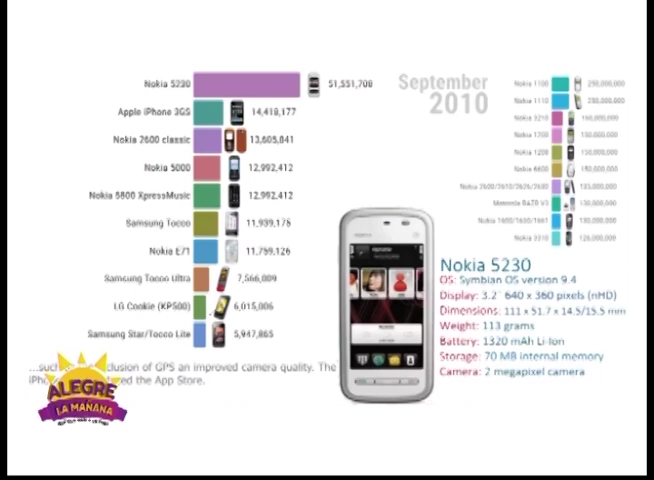 Nokia 5230 51,551,708
Apple iPhone 3GS 14,418,177
Nokia 2600 classic 13,605,841
Nokia 5000 12,992,412
Nokia 5800 XpressMusic 12,992,412
Samsung Tocco 11,939,175
Nokia E71 11,759,126
Samsung Tocco Ultra 7,566,009
LG Cookie (KP500) 6,015,006
Samsung Star/Tocco Lite 5,947,865
September
2010
Nokia 1100 250,000,000
Nokia 1110 250,000,000
Nokia 3210 160,000,000
Nokia 1200 150,000,000
Nokia 6600 150,000,000
Nokia 2600/2610/2626/2630 135,000,000
Motorola RAZR V3 130,000,000
Nokia 1600/1650/1661 130,000,000
Nokia 3310 126,000,000
Nokia 5230
OS: Symbian OS version 9.4
Display: 3.2" 640 x 360 pixels (nHD)
Dimensions: 111 x 51.7 x 14.5/15.5 mm
Weight: 113 grams
Battery: 1320 mAh Li-Ion
Storage: 70 MB internal memory
Camera: 2 megapixel camera
of GPS an improved camera quality. The
the App Store.
ALEGRE
LA MAÑANA